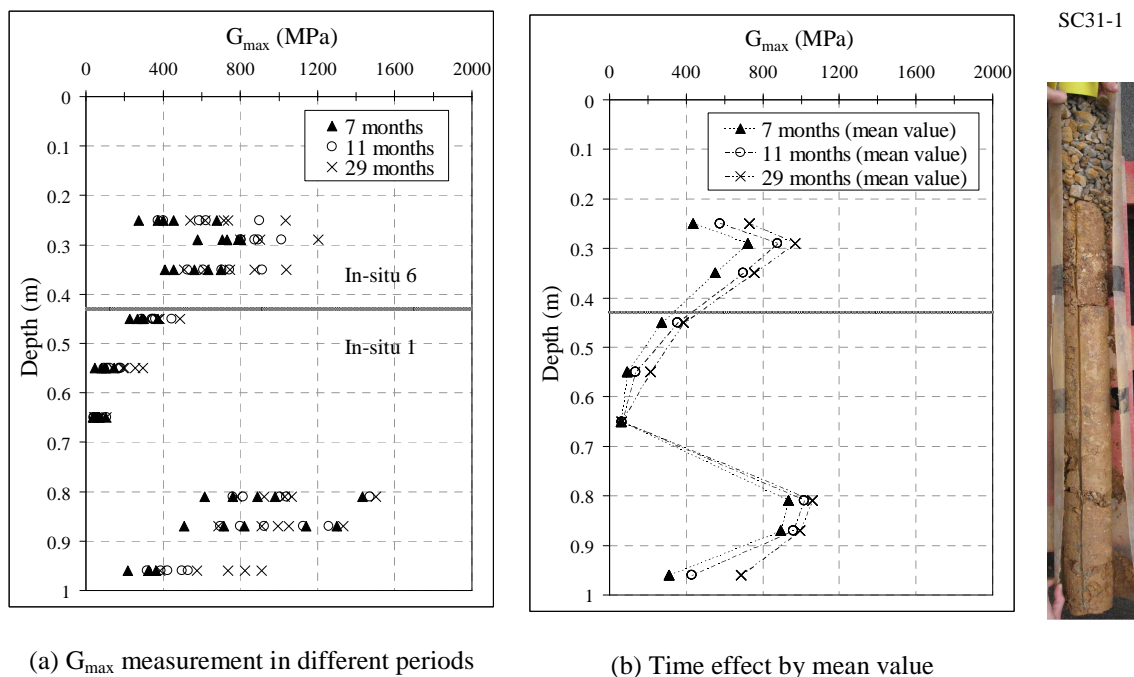 SC31-1
G_max (MPa)
0 400 800 1200 1600 2000
0
0.1
0.2
0.3
0.4
0.5
0.6
0.7
0.8
0.9
1
Depth (m)
7 months
11 months
29 months
In-situ 6
In-situ 1
(a) G_max measurement in different periods
G_max (MPa)
0 400 800 1200 1600 2000
0
0.1
0.2
0.3
0.4
0.5
0.6
0.7
0.8
0.9
1
Depth (m)
7 months (mean value)
11 months (mean value)
29 months (mean value)
(b) Time effect by mean value